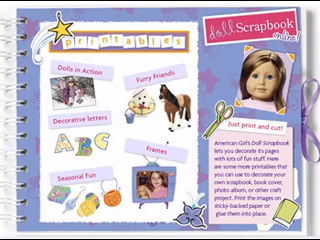 printables
Dolls in Action
Furry Friends
Decorative letters
ABC
Frames
Seasonal Fun
doll
Scrapbook
online!
Just print and cut!
American Girl's Doll Scrapbook
lets you decorate its pages
with lots of fun stuff. Here
are some more printables that
you can use to decorate your
own scrapbook, book cover,
photo album, or other craft
project. Print the images on
sticky-backed paper or
glue them into place.